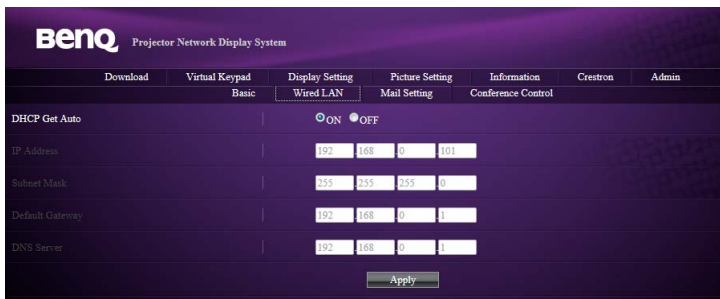 BenQ Projector Network Display System
Download Virtual Keypad Display Setting Picture Setting Information Crestron Admin
Basic Wired LAN Mail Setting Conference Control
DHCP Get Auto ON OFF
IP Address 192 .168 .0 .101
Subnet Mask 255 .255 .255 .0
Default Gateway 192 .168 .0 .1
DNS Server 192 .168 .0 .1
Apply